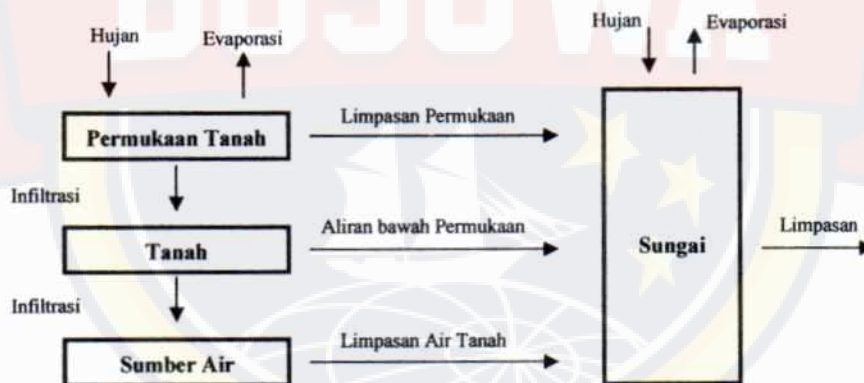 Hujan
Evaporasi
Hujan
Evaporasi
Permukaan Tanah
Limpasan Permukaan
Infiltrasi
Tanah
Aliran bawah Permukaan
Sungai
Limpasan
Infiltrasi
Sumber Air
Limpasan Air Tanah
BOSOWA